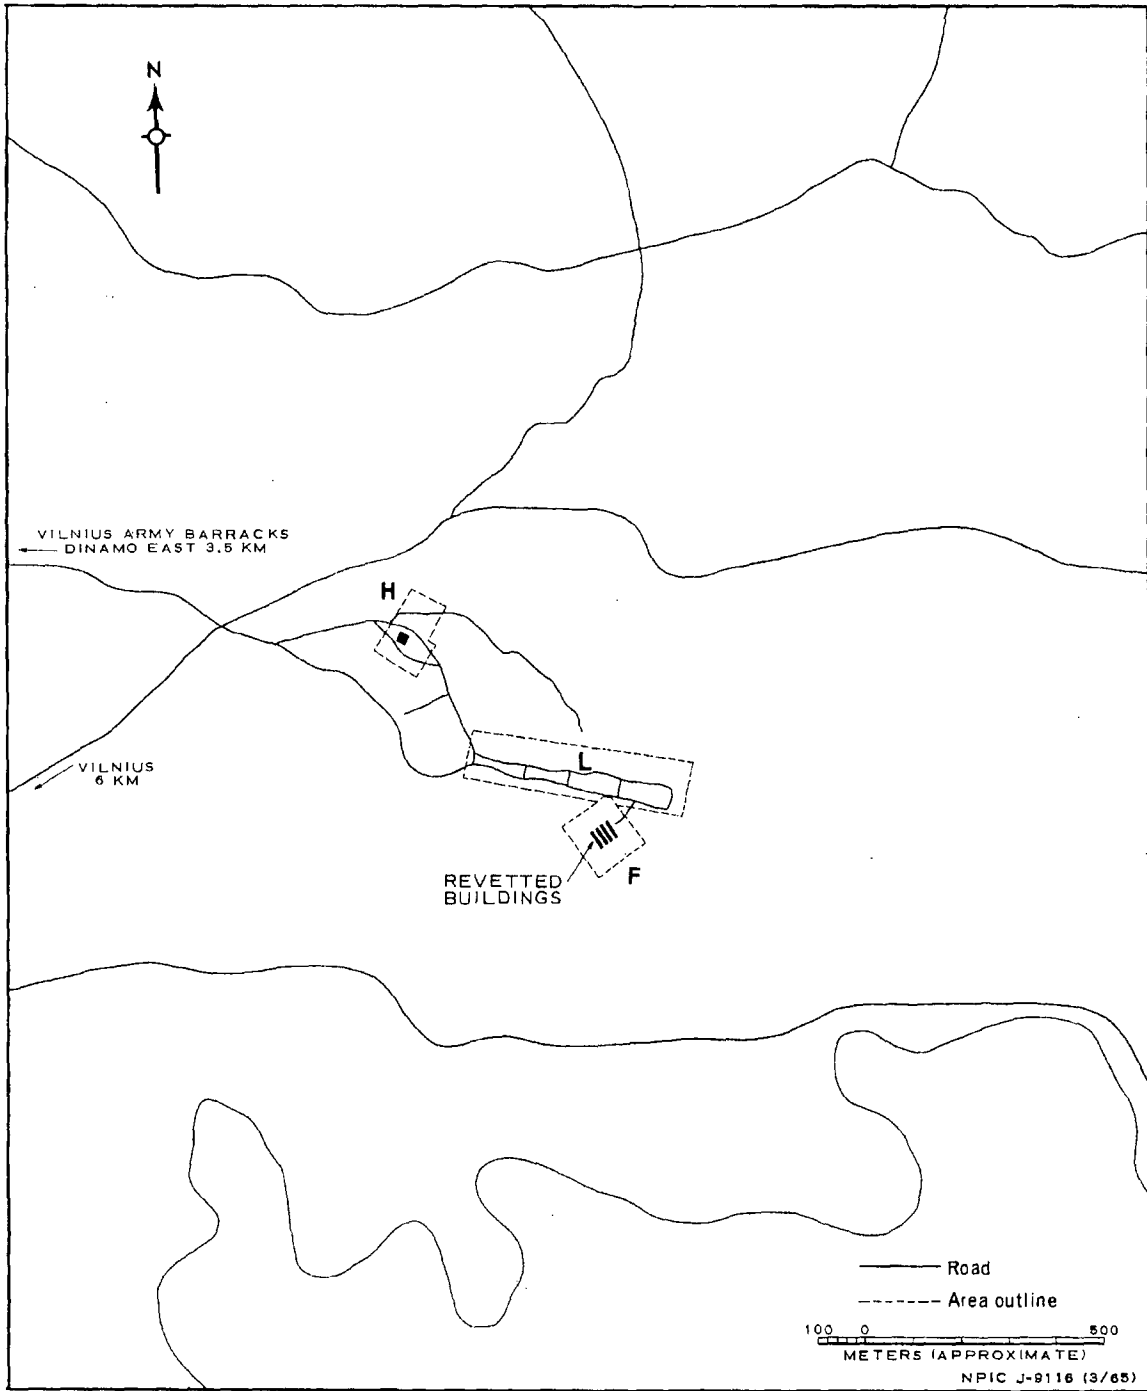 N
VILNIUS ARMY BARRACKS
DINAMO EAST 3.5 KM
H
VILNIUS
6 KM
L
REVETTED
BUILDINGS
F
Road
Area outline
100 0 500
METERS (APPROXIMATE)
NPIC J-9116 (3/65)